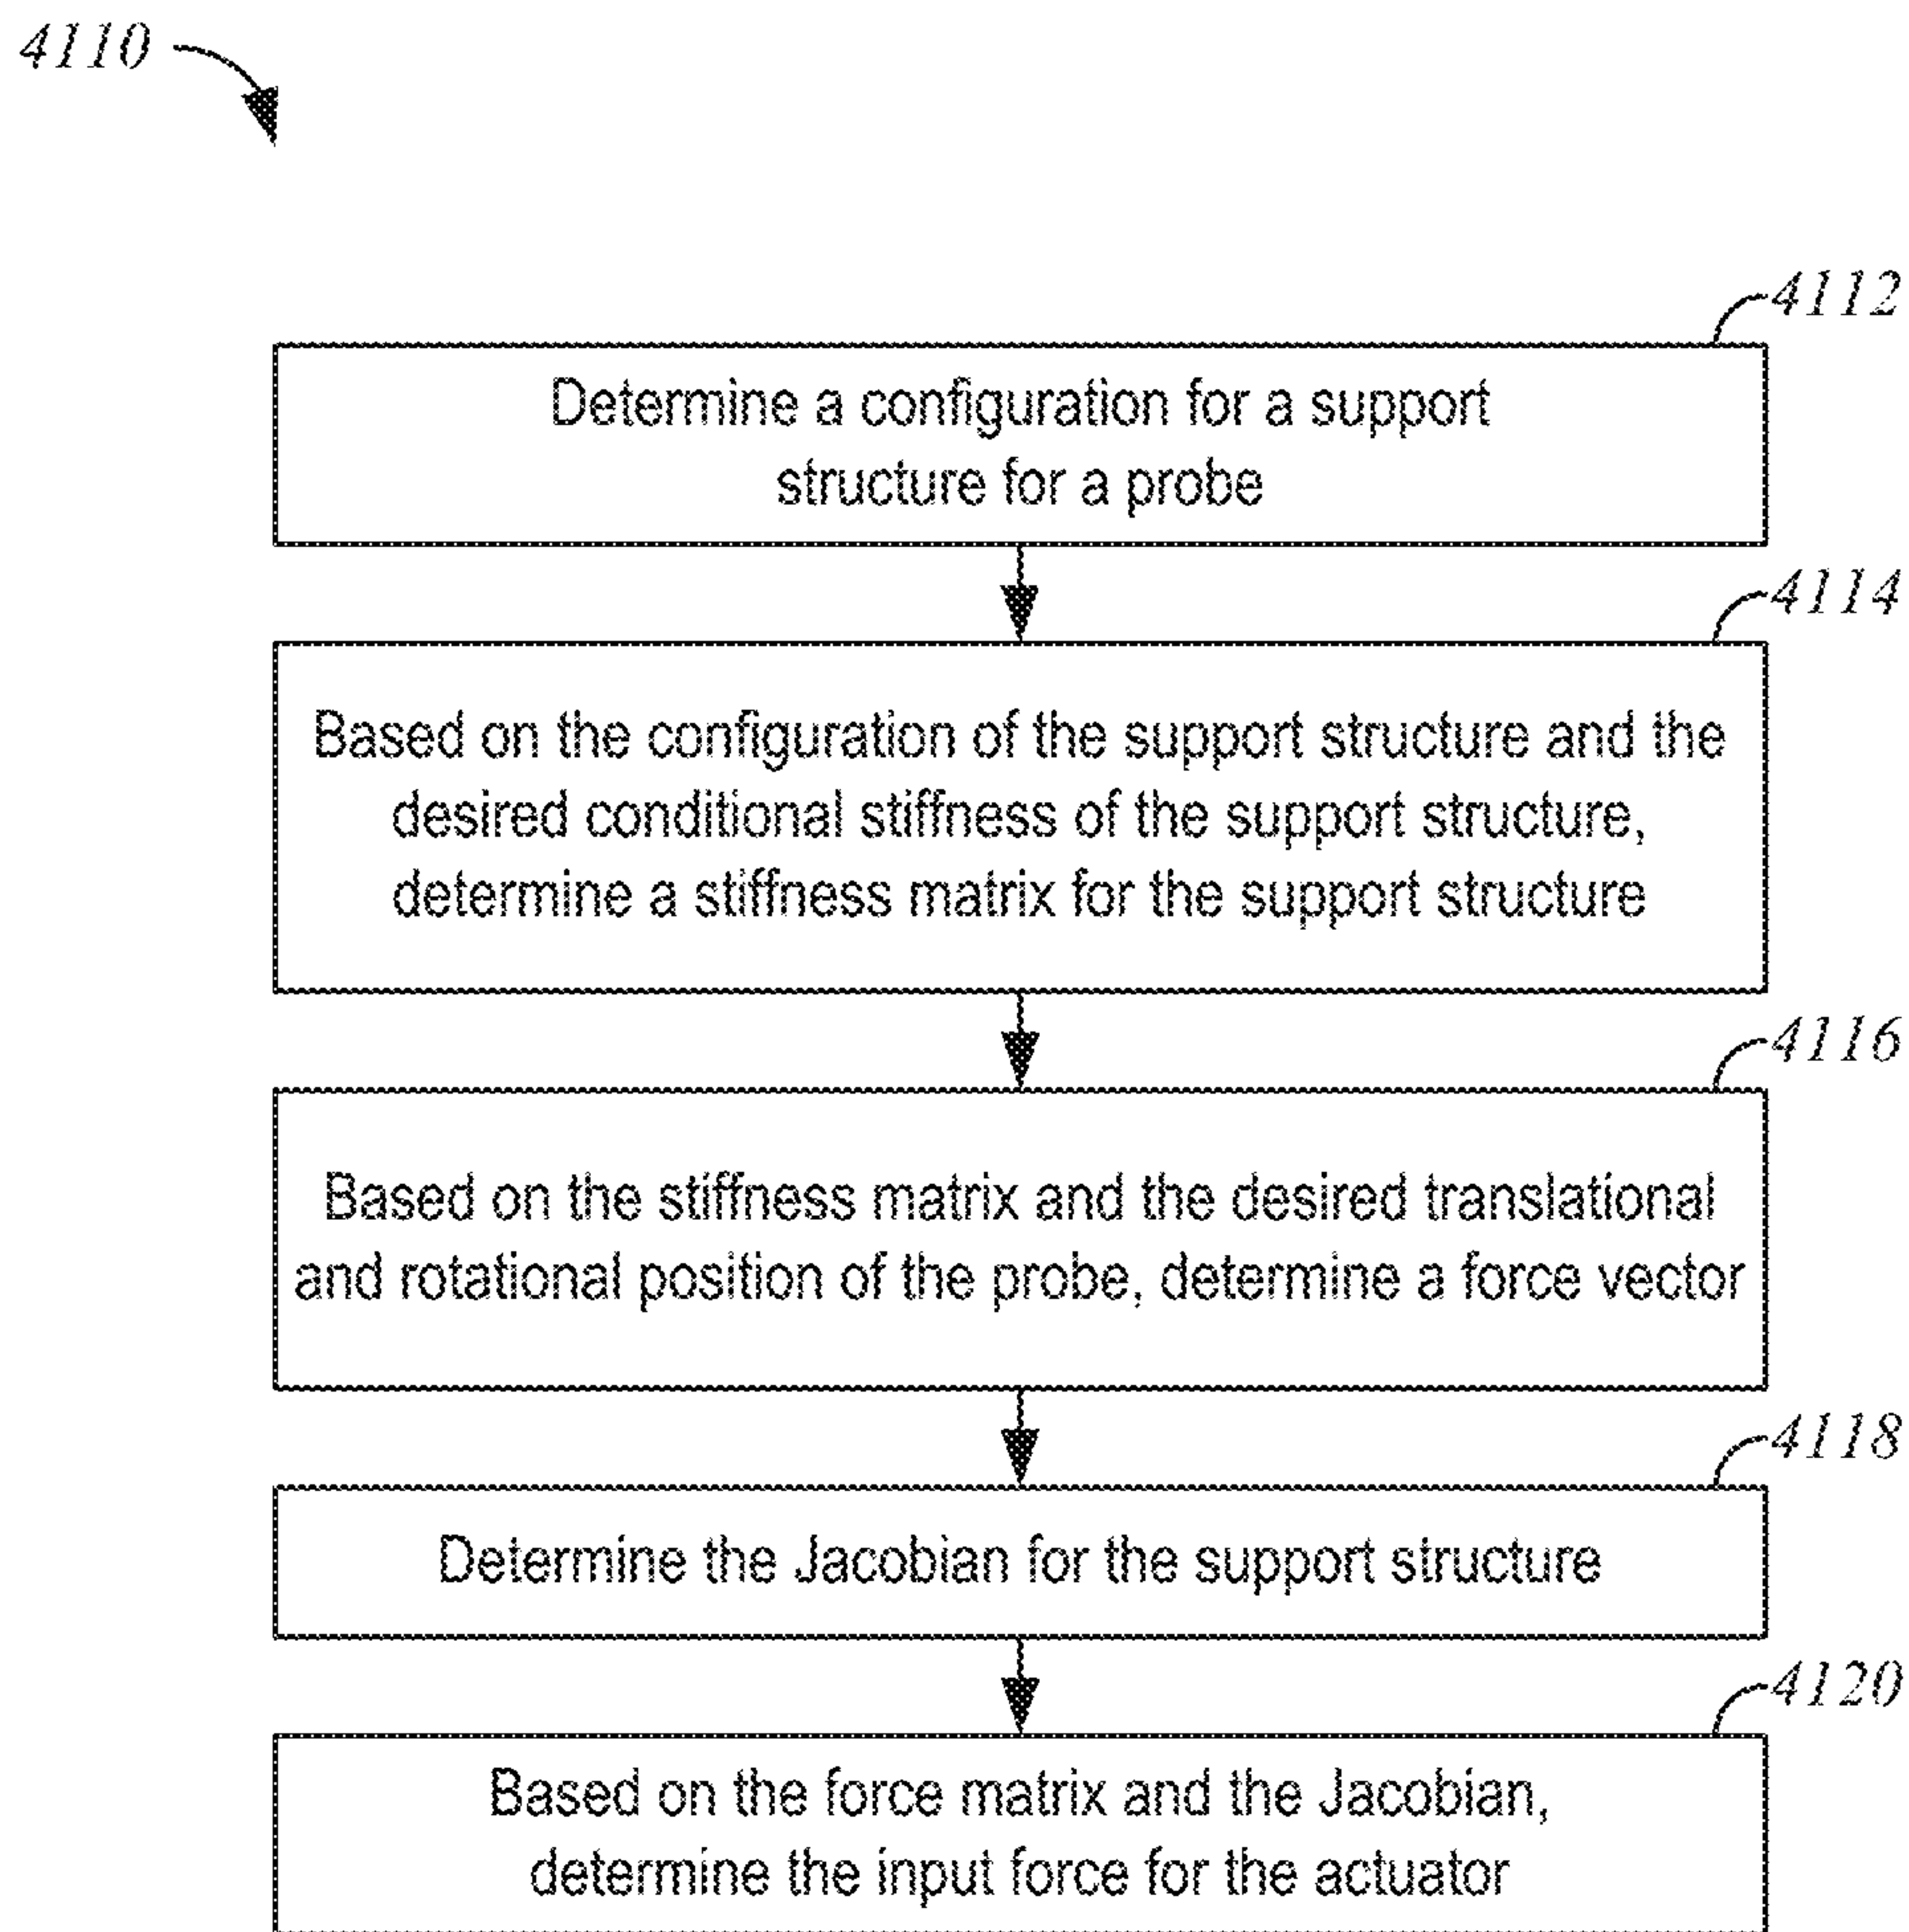 4110
4112
Determine a configuration for a support
structure for a probe
4114
Based on the configuration of the support structure and the
desired conditional stiffness of the support structure,
determine a stiffness matrix for the support structure
4116
Based on the stiffness matrix and the desired translational
and rotational position of the probe, determine a force vector
4118
Determine the Jacobian for the support structure
4120
Based on the force matrix and the Jacobian,
determine the input force for the actuator